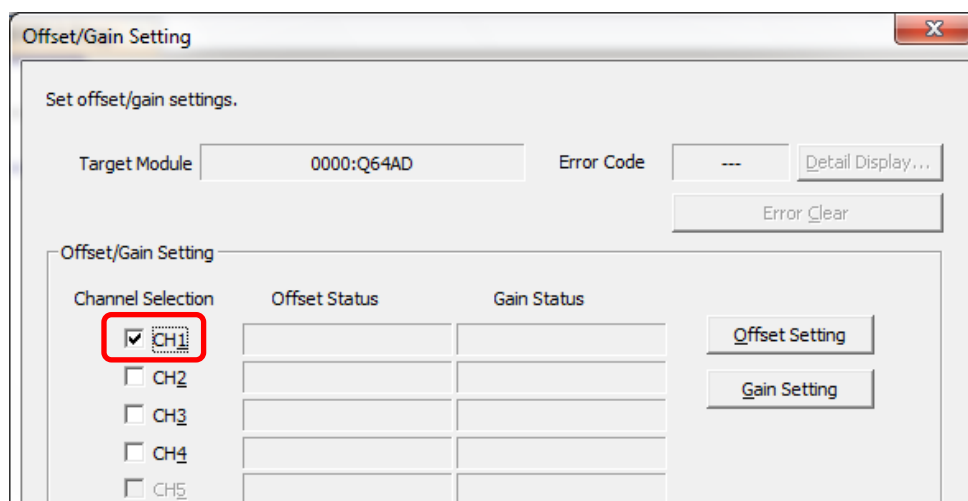 Offset/Gain Setting
Set offset/gain settings.
Target Module 0000:Q64AD Error Code --- Detail Display...
Error Clear
Offset/Gain Setting
Channel Selection Offset Status Gain Status
CH1 Offset Setting
CH2
Gain Setting
CH3
CH4
CH5